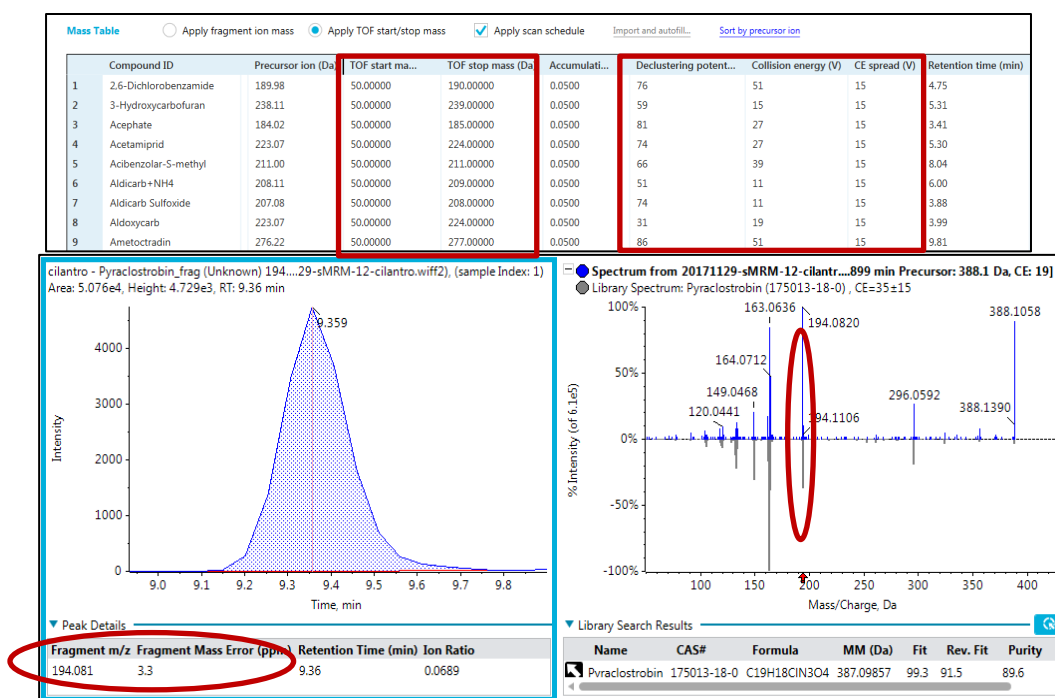 Mass Table Apply fragment ion mass Apply TOF start/stop mass Apply scan schedule Import and autofill... Sort by precursor ion
Compound ID Precursor ion (Da) TOF start ma... TOF stop mass (Da) Accumulati... Declustering potent... Collision energy (V) CE spread (V) Retention time (min)
1 2,6-Dichlorobenzamide 189.98 50.00000 190.00000 0.0500 76 51 15 4.75
2 3-Hydroxycarbofuran 238.11 50.00000 239.00000 0.0500 59 15 15 5.31
3 Acephate 184.02 50.00000 185.00000 0.0500 81 27 15 3.41
4 Acetamiprid 223.07 50.00000 224.00000 0.0500 74 27 15 5.30
5 Acibenzolar-S-methyl 211.00 50.00000 211.00000 0.0500 66 39 15 8.04
6 Aldicarb+NH4 208.11 50.00000 209.00000 0.0500 51 11 15 6.00
7 Aldicarb Sulfoxide 207.08 50.00000 208.00000 0.0500 74 11 15 3.88
8 Aldoxycarb 223.07 50.00000 224.00000 0.0500 31 19 15 3.99
9 Ametoctradin 276.22 50.00000 277.00000 0.0500 86 51 15 9.81
cilantro - Pyraclostrobin_frag (Unknown) 194....29-sMRM-12-cilantro.wiff2), (sample Index: 1)
Area: 5.076e4, Height: 4.729e3, RT: 9.36 min
9.359
4000
3000
2000
1000
0
Intensity
9.0 9.1 9.2 9.3 9.4 9.5 9.6 9.7 9.8
Time, min
Peak Details
Fragment m/z Fragment Mass Error (ppm) Retention Time (min) Ion Ratio
194.081 3.3 9.36 0.0689
Spectrum from 20171129-sMRM-12-cilantr....899 min Precursor: 388.1 Da, CE: 19]
Library Spectrum: Pyraclostrobin (175013-18-0) , CE=35±15
100%
50%
0%
-50%
-100%
% Intensity (of 6.1e5)
163.0636
194.0820
388.1058
164.0712
149.0468
120.0441
194.1106
296.0592
388.1390
100 150 200 250 300 350 400
Mass/Charge, Da
Library Search Results
Name CAS# Formula MM (Da) Fit Rev. Fit Purity
Pyraclostrobin 175013-18-0 C19H18ClN3O4 387.09857 99.3 91.5 89.6